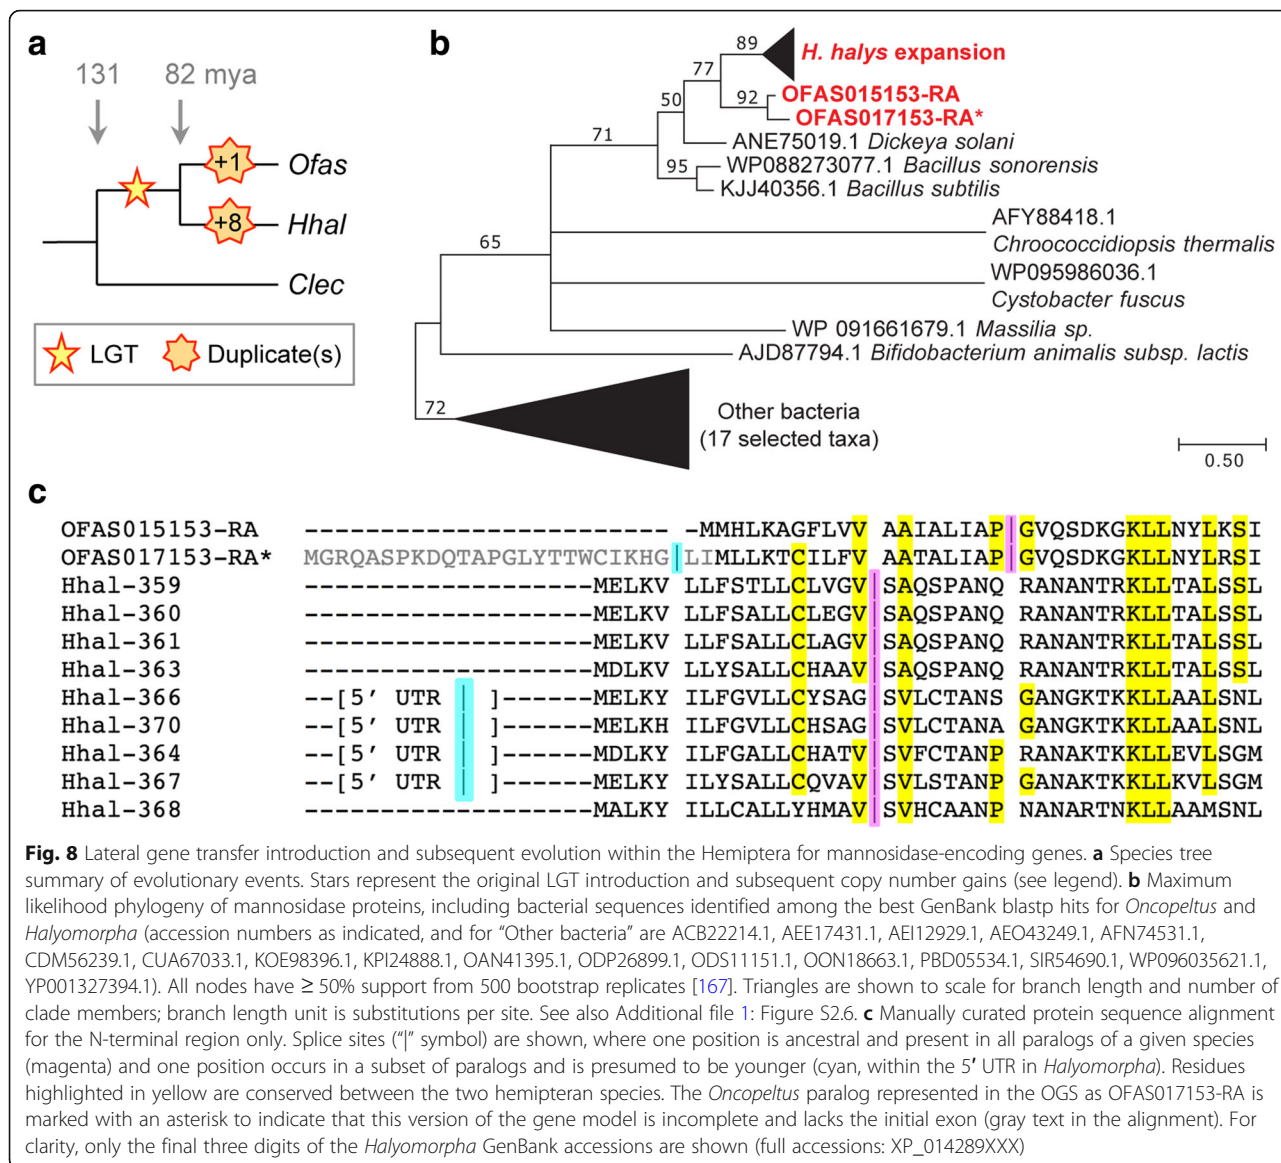 a
131 82 mya
+1 Ofas
+8 Hhal
Clec
LGT Duplicate(s)
b
89 H. halys expansion
77
92 OFAS015153-RA
OFAS017153-RA*
50
71 ANE75019.1 Dickeya solani
95 WP088273077.1 Bacillus sonorensis
KJJ40356.1 Bacillus subtilis
AFY88418.1
Chroococcidiopsis thermalis
65
WP095986036.1
Cystobacter fuscus
WP 091661679.1 Massilia sp.
AJD87794.1 Bifidobacterium animalis subsp. lactis
72
Other bacteria
(17 selected taxa)
0.50
c
OFAS015153-RA ------------------------ -MMHLKAGFLVV AAIALIAP|GVQSDKGKLLNYLKSI
OFAS017153-RA* MGRQASPKDQTAPGLYTTWCIKHG|LIMLLKTCILFV AATALIAP|GVQSDKGKLLNYLRSI
Hhal-359 -------------------MELKV LLFSTLLCLVGV|SAQSPANQ RANANTRKLLTALSSL
Hhal-360 -------------------MELKV LLFSALLCLEGV|SAQSPANQ RANANTRKLLTALSSL
Hhal-361 -------------------MELKV LLFSALLCLAGV|SAQSPANQ RANANTRKLLTALSSL
Hhal-363 -------------------MDLKV LLYSALLCHAAV|SAQSPANQ RANANTRKLLTALSSL
Hhal-366 --[5′ UTR | ]------MELKY ILFGVLLCYSAG|SVLCTANS GANGKTKKLLAALSNL
Hhal-370 --[5′ UTR | ]------MELKH ILFGVLLCHSAG|SVLCTANA GANGKTKKLLAALSNL
Hhal-364 --[5′ UTR | ]------MDLKY ILFGALLCHATV|SVFCTANP RANAKTKKLLEVLSGM
Hhal-367 --[5′ UTR | ]------MELKY ILYSALLCQVAV|SVLSTANP GANAKTKKLLKVLSGM
Hhal-368 -------------------MALKY ILLCALLYHMAV|SVHCAANP NANARTNKLLAAMSNL
Fig. 8 Lateral gene transfer introduction and subsequent evolution within the Hemiptera for mannosidase-encoding genes. a Species tree
summary of evolutionary events. Stars represent the original LGT introduction and subsequent copy number gains (see legend). b Maximum
likelihood phylogeny of mannosidase proteins, including bacterial sequences identified among the best GenBank blastp hits for Oncopeltus and
Halyomorpha (accession numbers as indicated, and for “Other bacteria” are ACB22214.1, AEE17431.1, AEI12929.1, AEO43249.1, AFN74531.1,
CDM56239.1, CUA67033.1, KOE98396.1, KPI24888.1, OAN41395.1, ODP26899.1, ODS11151.1, OON18663.1, PBD05534.1, SIR54690.1, WP096035621.1,
YP001327394.1). All nodes have ≥ 50% support from 500 bootstrap replicates [167]. Triangles are shown to scale for branch length and number of
clade members; branch length unit is substitutions per site. See also Additional file 1: Figure S2.6. c Manually curated protein sequence alignment
for the N-terminal region only. Splice sites (“|” symbol) are shown, where one position is ancestral and present in all paralogs of a given species
(magenta) and one position occurs in a subset of paralogs and is presumed to be younger (cyan, within the 5′ UTR in Halyomorpha). Residues
highlighted in yellow are conserved between the two hemipteran species. The Oncopeltus paralog represented in the OGS as OFAS017153-RA is
marked with an asterisk to indicate that this version of the gene model is incomplete and lacks the initial exon (gray text in the alignment). For
clarity, only the final three digits of the Halyomorpha GenBank accessions are shown (full accessions: XP_014289XXX)